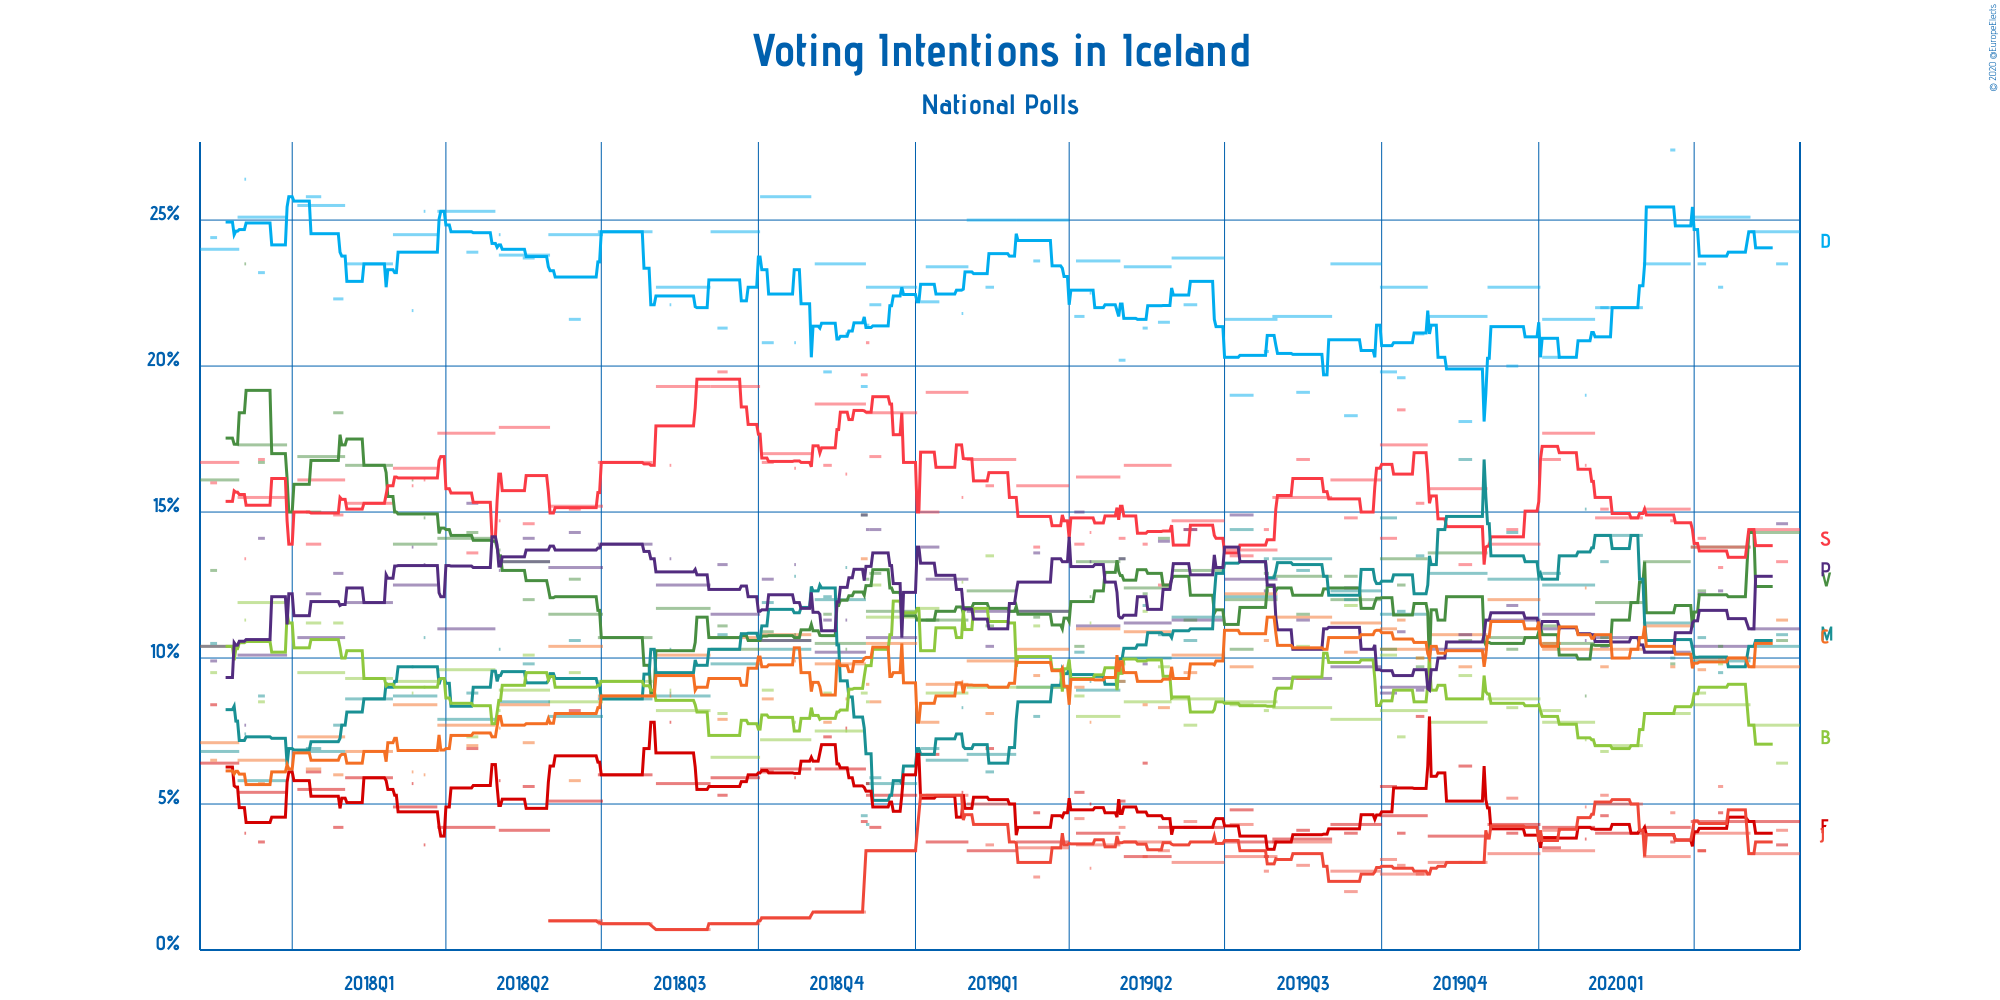 © 2020 @EuropeElects
Voting Intentions in Iceland
National Polls
25%
20%
15%
10%
5%
0%
D
S
P
V
M
C
B
F
J
2018Q1 2018Q2 2018Q3 2018Q4 2019Q1 2019Q2 2019Q3 2019Q4 2020Q1